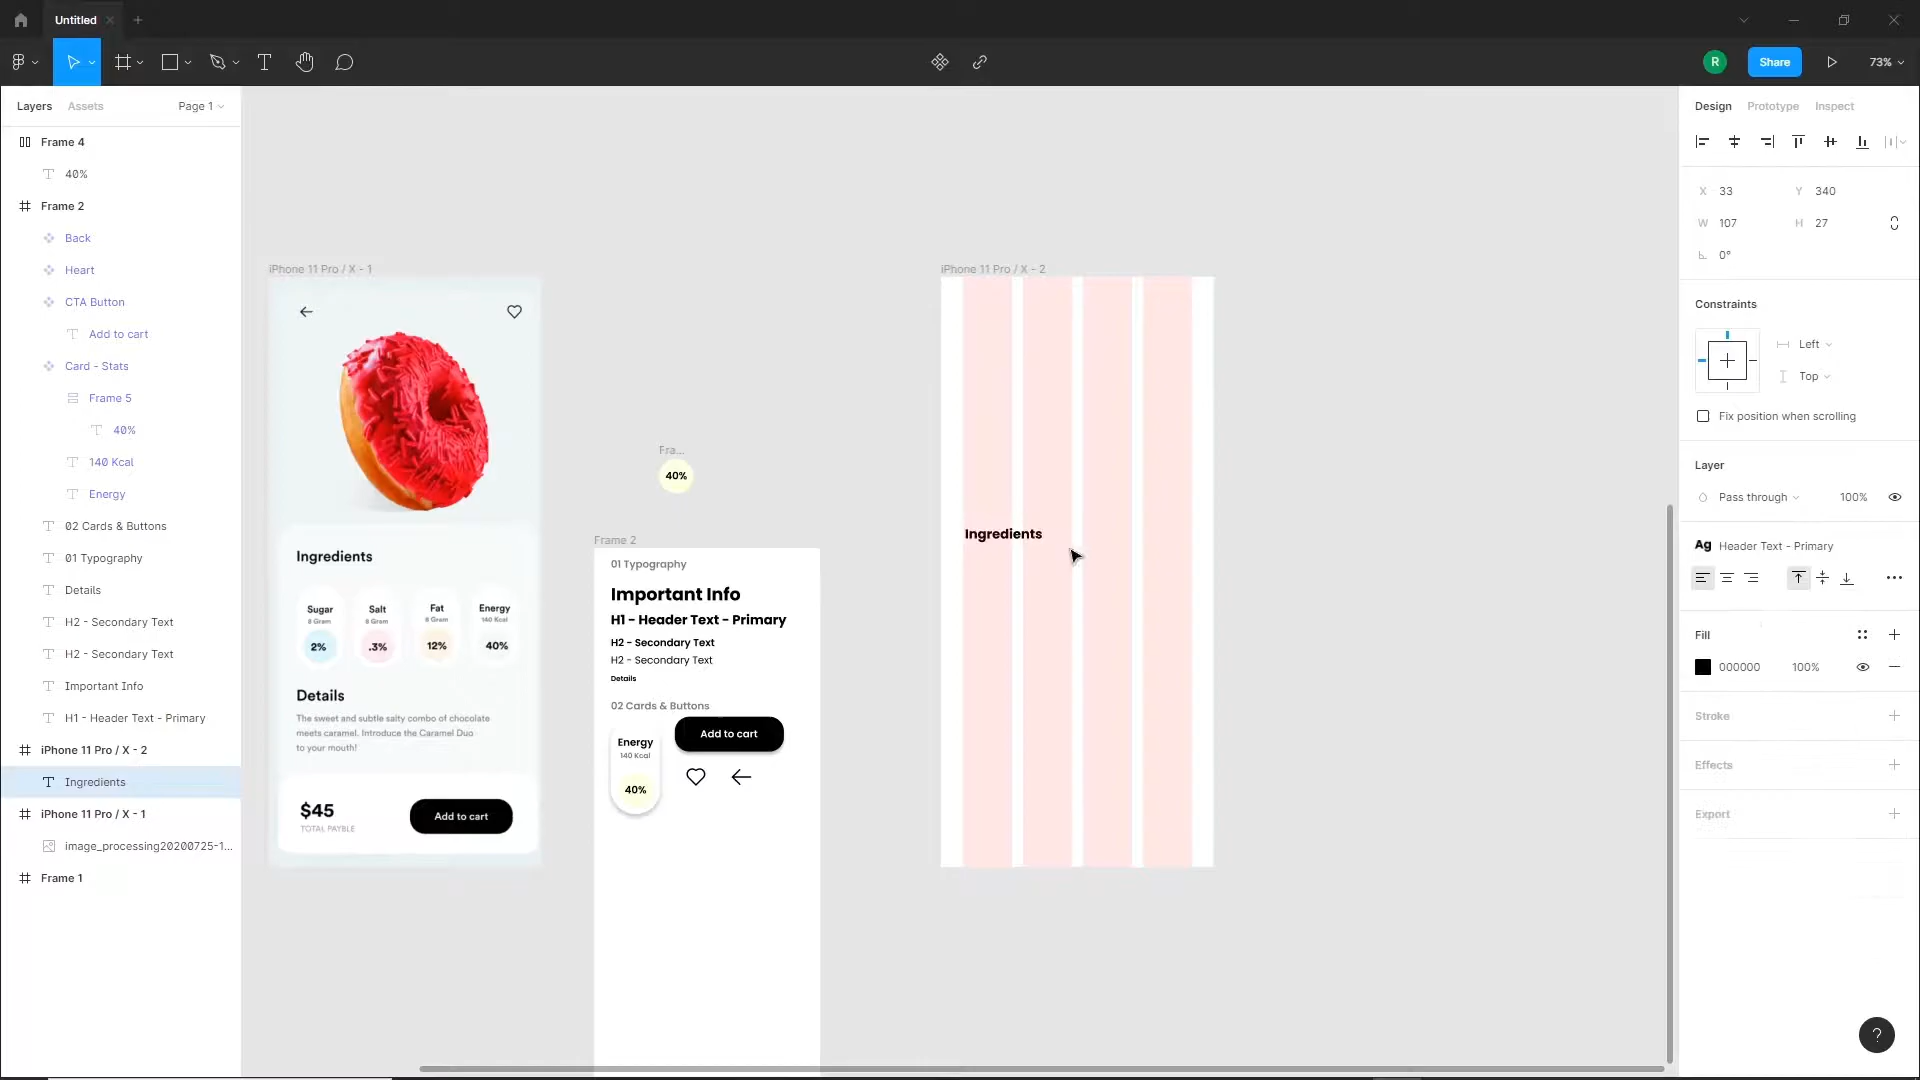 Untitled
R
Share
73%
Layers
Assets
Page 1
Frame 4
40%
Frame 2
Back
Heart
CTA Button
Add to cart
Card - Stats
Frame 5
40%
140 Kcal
Energy
02 Cards & Buttons
01 Typography
Details
H2 - Secondary Text
H2 - Secondary Text
Important Info
H1 - Header Text - Primary
iPhone 11 Pro / X - 2
Ingredients
iPhone 11 Pro / X - 1
image_processing20200725-1...
Frame 1
iPhone 11 Pro / X - 1
Ingredients
Sugar
8 Gram
2%
Salt
8 Gram
.3%
Fat
8 Gram
12%
Energy
140 Kcal
40%
Details
The sweet and subtle salty combo of chocolate
meets caramel. Introduce the Caramel Duo
to your mouth!
$45
TOTAL PAYBLE
Add to cart
Fra...
40%
Frame 2
01 Typography
Important Info
H1 - Header Text - Primary
H2 - Secondary Text
H2 - Secondary Text
Details
02 Cards & Buttons
Energy
140 Kcal
40%
Add to cart
iPhone 11 Pro / X - 2
Ingredients
Design
Prototype
Inspect
X 33
Y 340
W 107
H 27
0°
Constraints
Left
Top
Fix position when scrolling
Layer
Pass through
100%
Ag Header Text - Primary
Fill
000000
100%
Stroke
Effects
Export
?